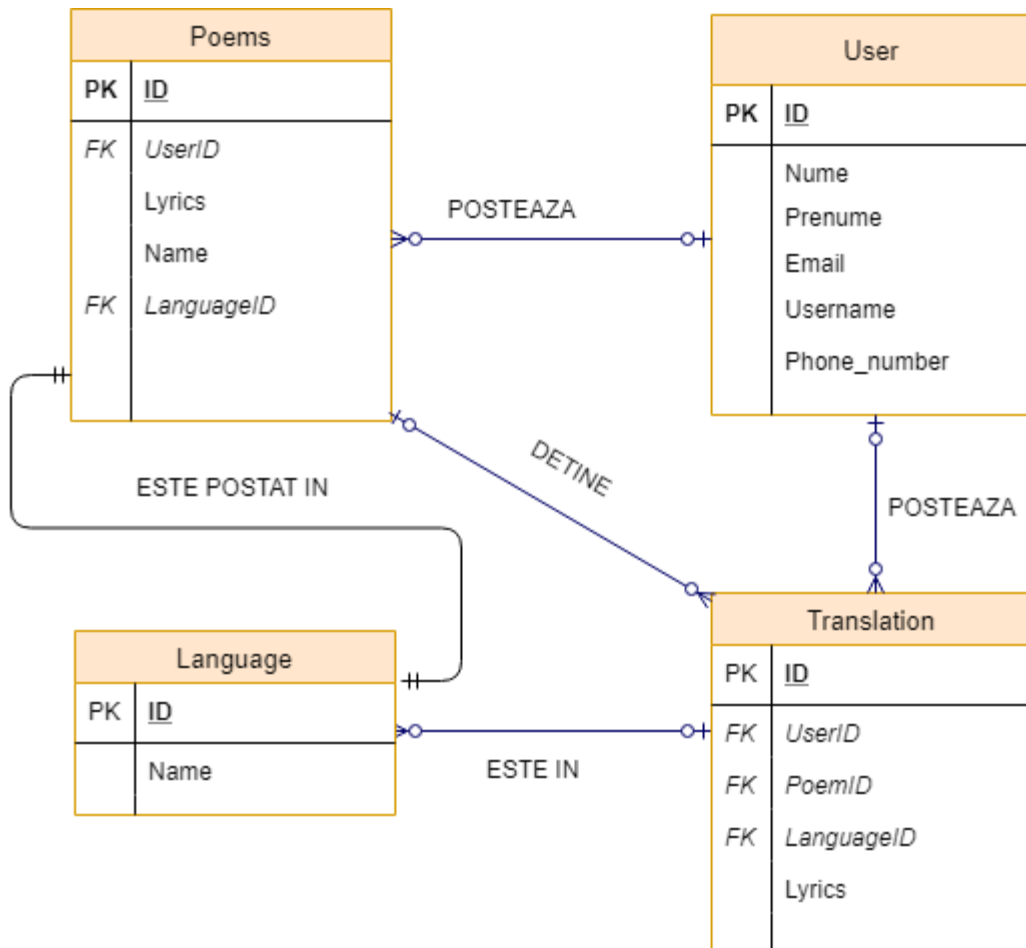 Poems
PK ID
FK UserID
Lyrics
Name
FK LanguageID
POSTEAZA
User
PK ID
Nume
Prenume
Email
Username
Phone_number
ESTE POSTAT IN
DETINE
POSTEAZA
Language
PK ID
Name
ESTE IN
Translation
PK ID
FK UserID
FK PoemID
FK LanguageID
Lyrics